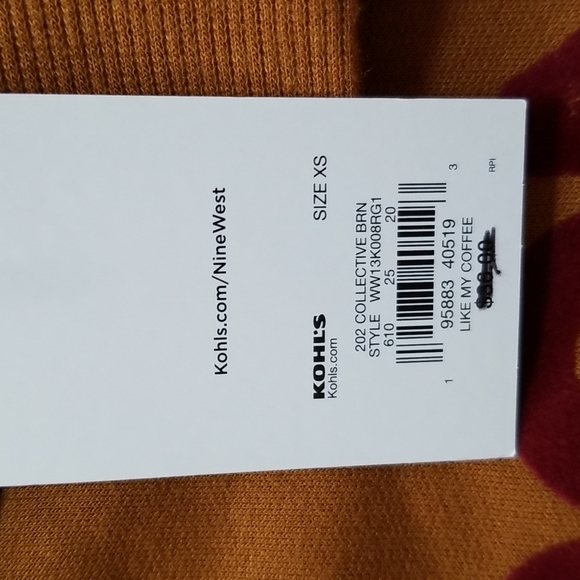 Kohls.com/NineWest
SIZE XS
KOHL'S
Kohls.com
202 COLLECTIVE BRN
STYLE WW13K008RG1
610 25 20
1 95883 40519 3
LIKE MY COFFEE
RPI